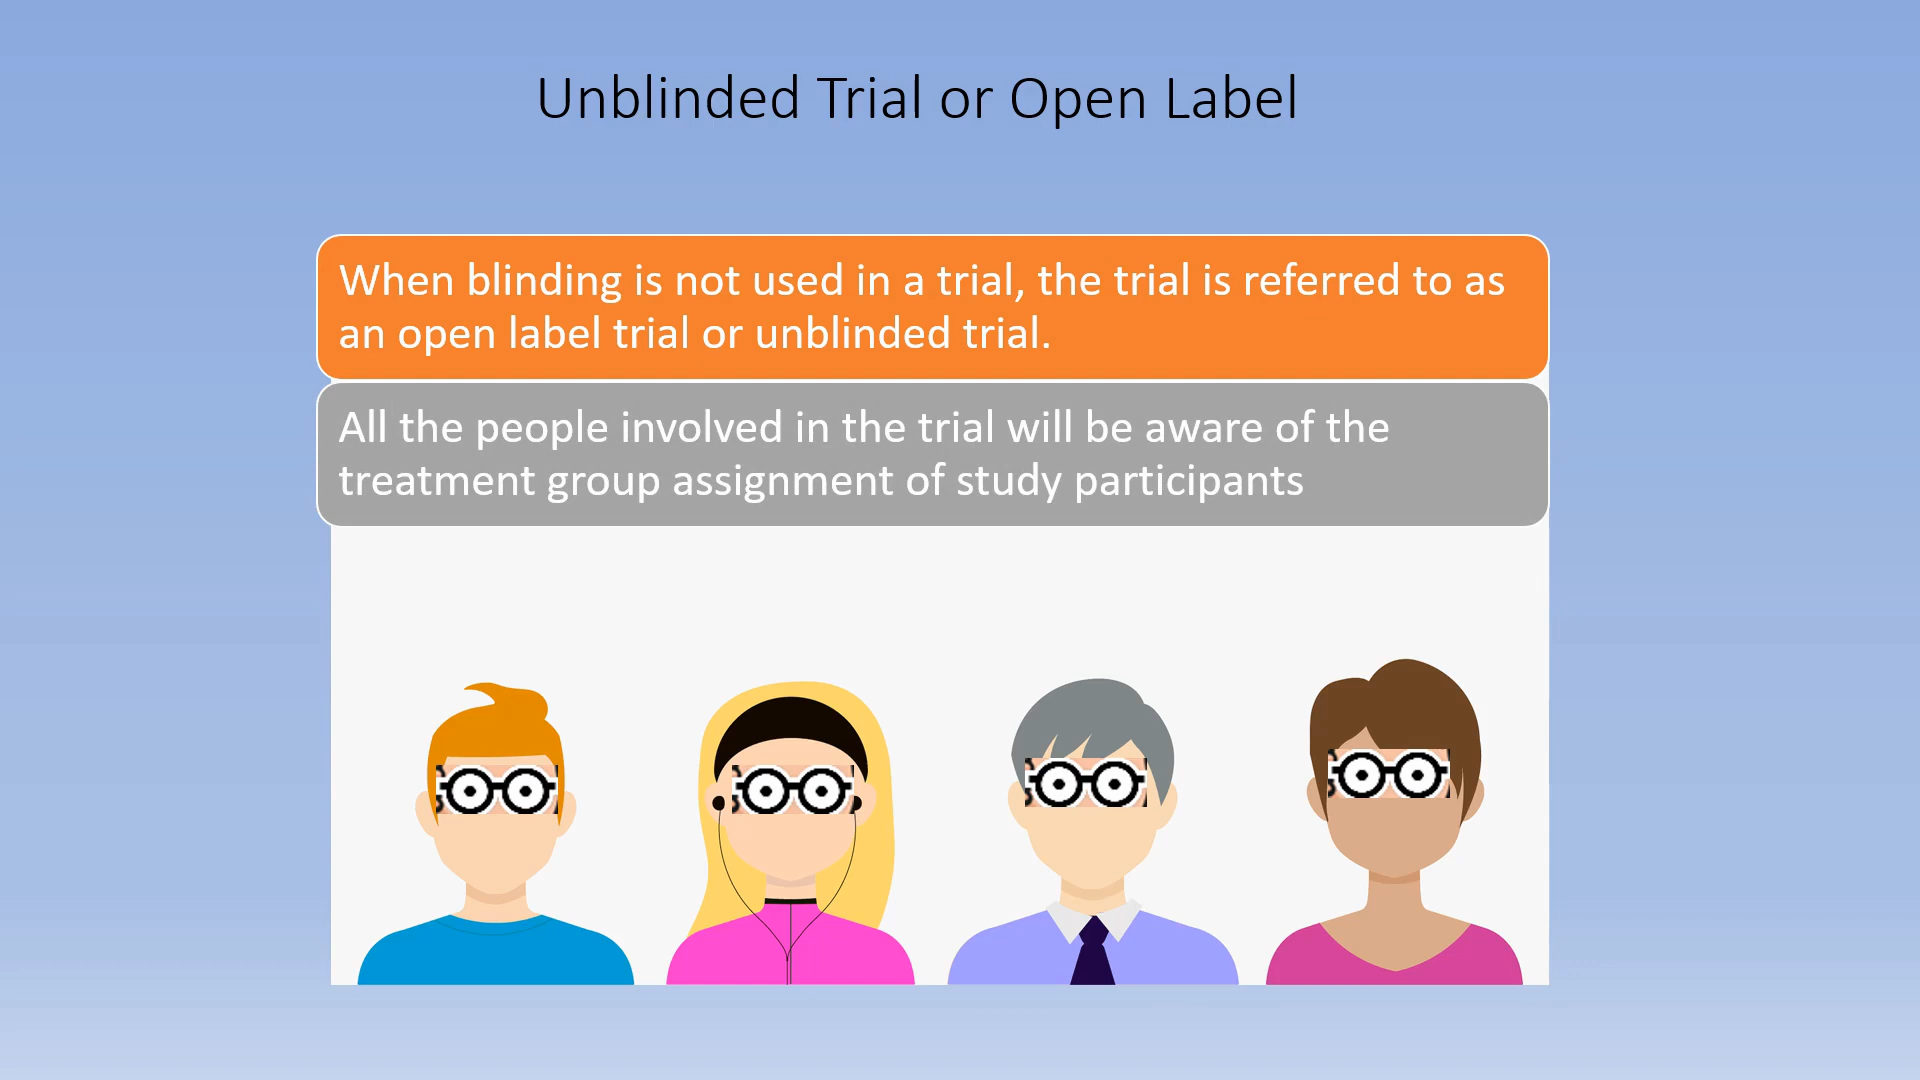 Unblinded Trial or Open Label
When blinding is not used in a trial, the trial is referred to as
an open label trial or unblinded trial.
All the people involved in the trial will be aware of the
treatment group assignment of study participants